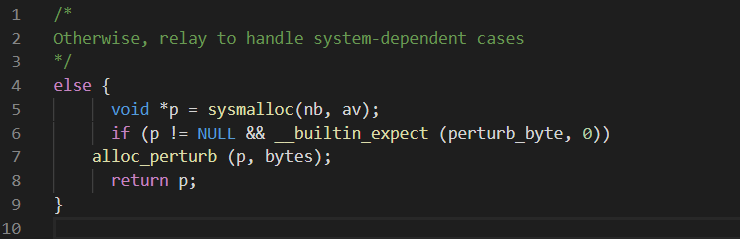 1 /*
2 Otherwise, relay to handle system-dependent cases
3 */
4 else {
5 void *p = sysmalloc(nb, av);
6 if (p != NULL && __builtin_expect (perturb_byte, 0))
7 alloc_perturb (p, bytes);
8 return p;
9 }
10